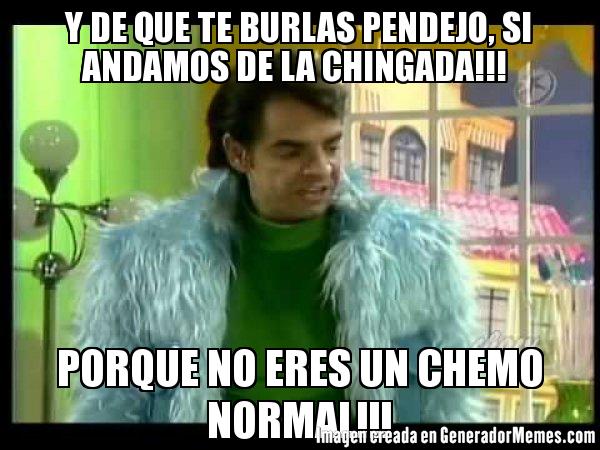 Y DE QUE TE BURLAS PENDEJO, SI
ANDAMOS DE LA CHINGADA!!!
PORQUE NO ERES UN CHEMO
NORMAL!!!
Imagen creada en GeneradorMemes.com